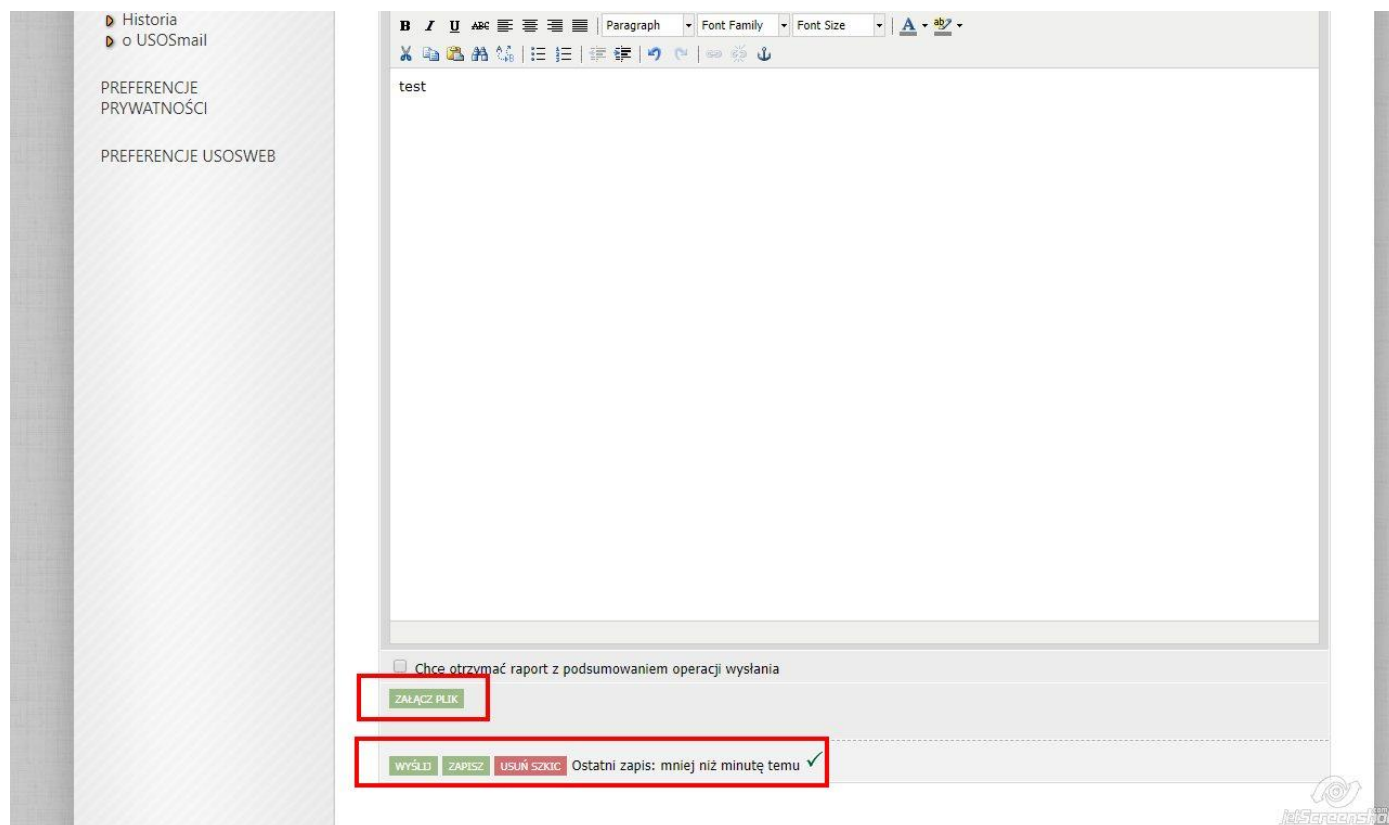 Historia
o USOSmail
PREFERENCJE
PRYWATNOŚCI
PREFERENCJE USOSWEB
B I U ABC Paragraph Font Family Font Size A ab
test
Chcę otrzymać raport z podsumowaniem operacji wysłania
ZAŁĄCZ PLIK
WYŚLIJ ZAPISZ USUŃ SZKIC Ostatni zapis: mniej niż minutę temu